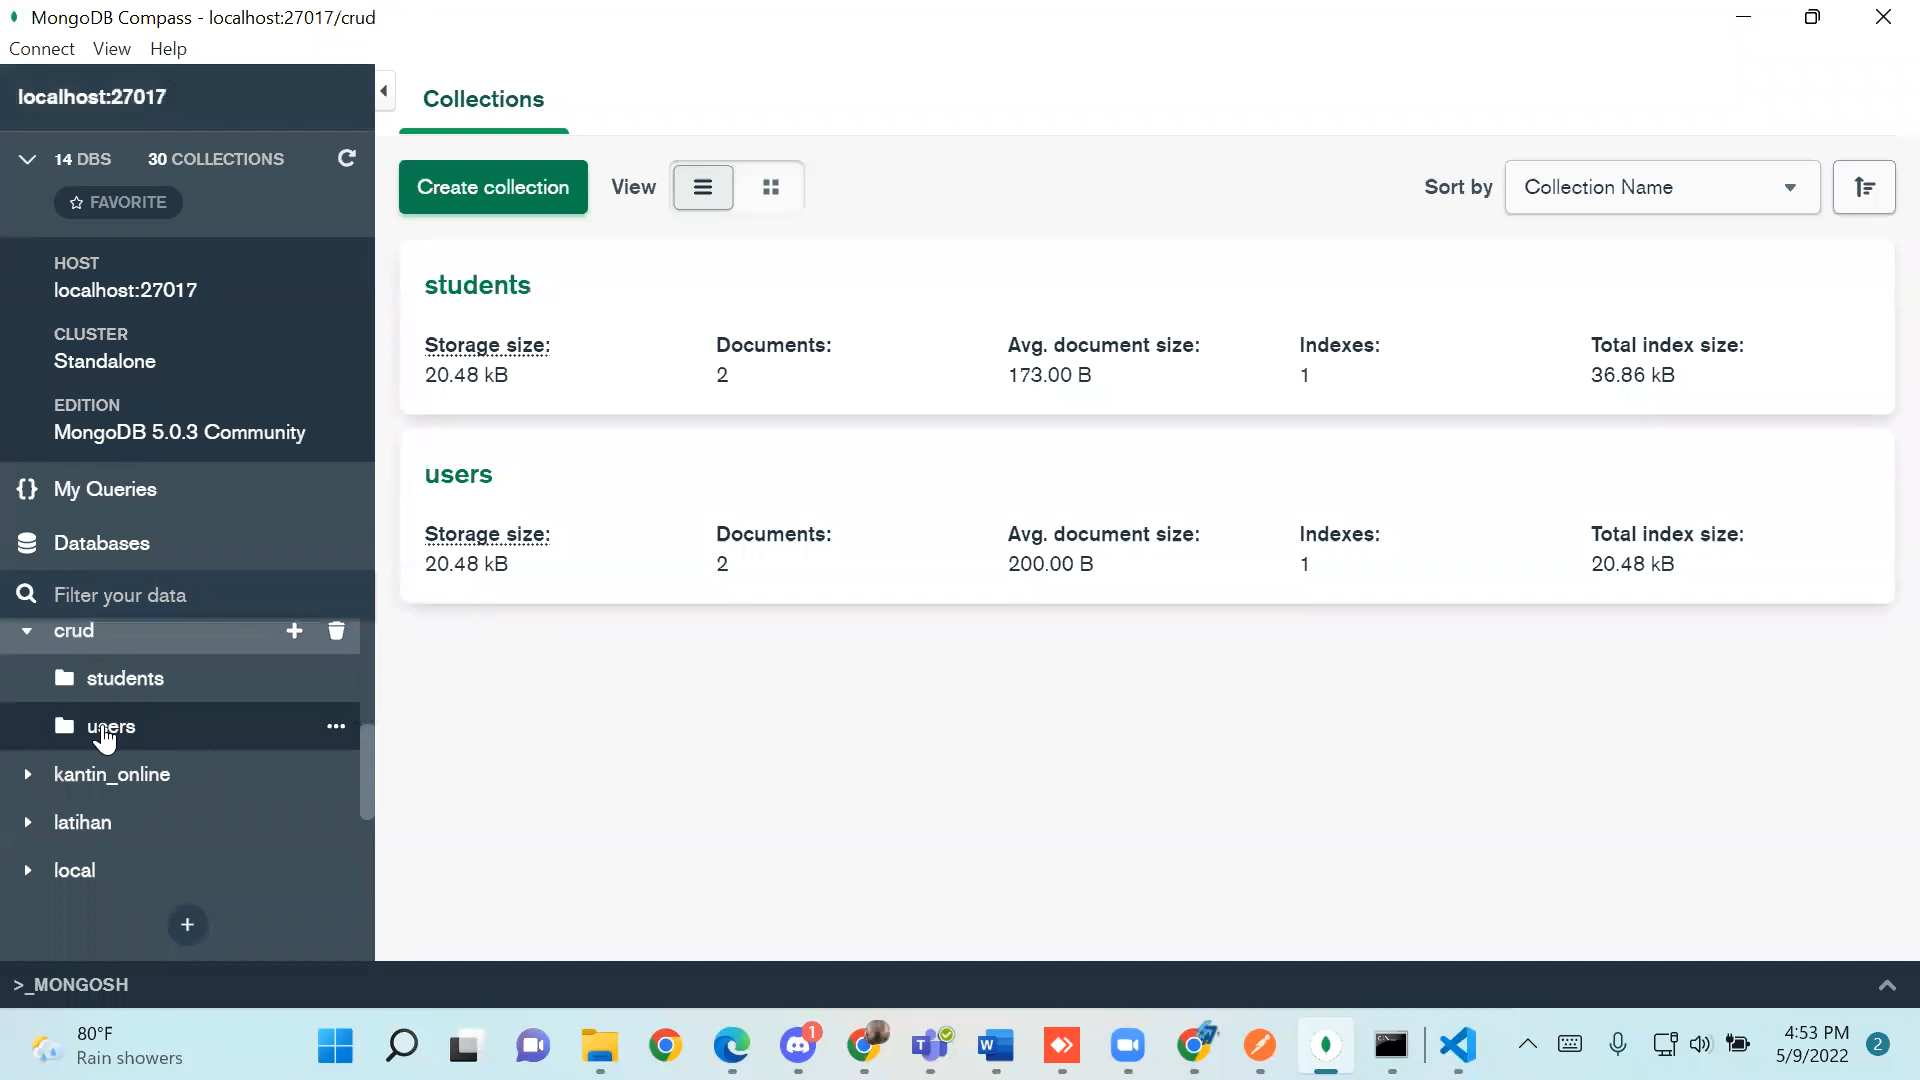 MongoDB Compass - localhost:27017/crud
Connect View Help
localhost:27017
14 DBS 30 COLLECTIONS
FAVORITE
HOST
localhost:27017
CLUSTER
Standalone
EDITION
MongoDB 5.0.3 Community
{} My Queries
Databases
Filter your data
crud
students
users
kantin_online
latihan
local
+
Collections
Create collection View Sort by Collection Name
students
Storage size: Documents: Avg. document size: Indexes: Total index size:
20.48 kB 2 173.00 B 1 36.86 kB
users
Storage size: Documents: Avg. document size: Indexes: Total index size:
20.48 kB 2 200.00 B 1 20.48 kB
>_MONGOSH
80°F
Rain showers
1
4:53 PM
5/9/2022
2